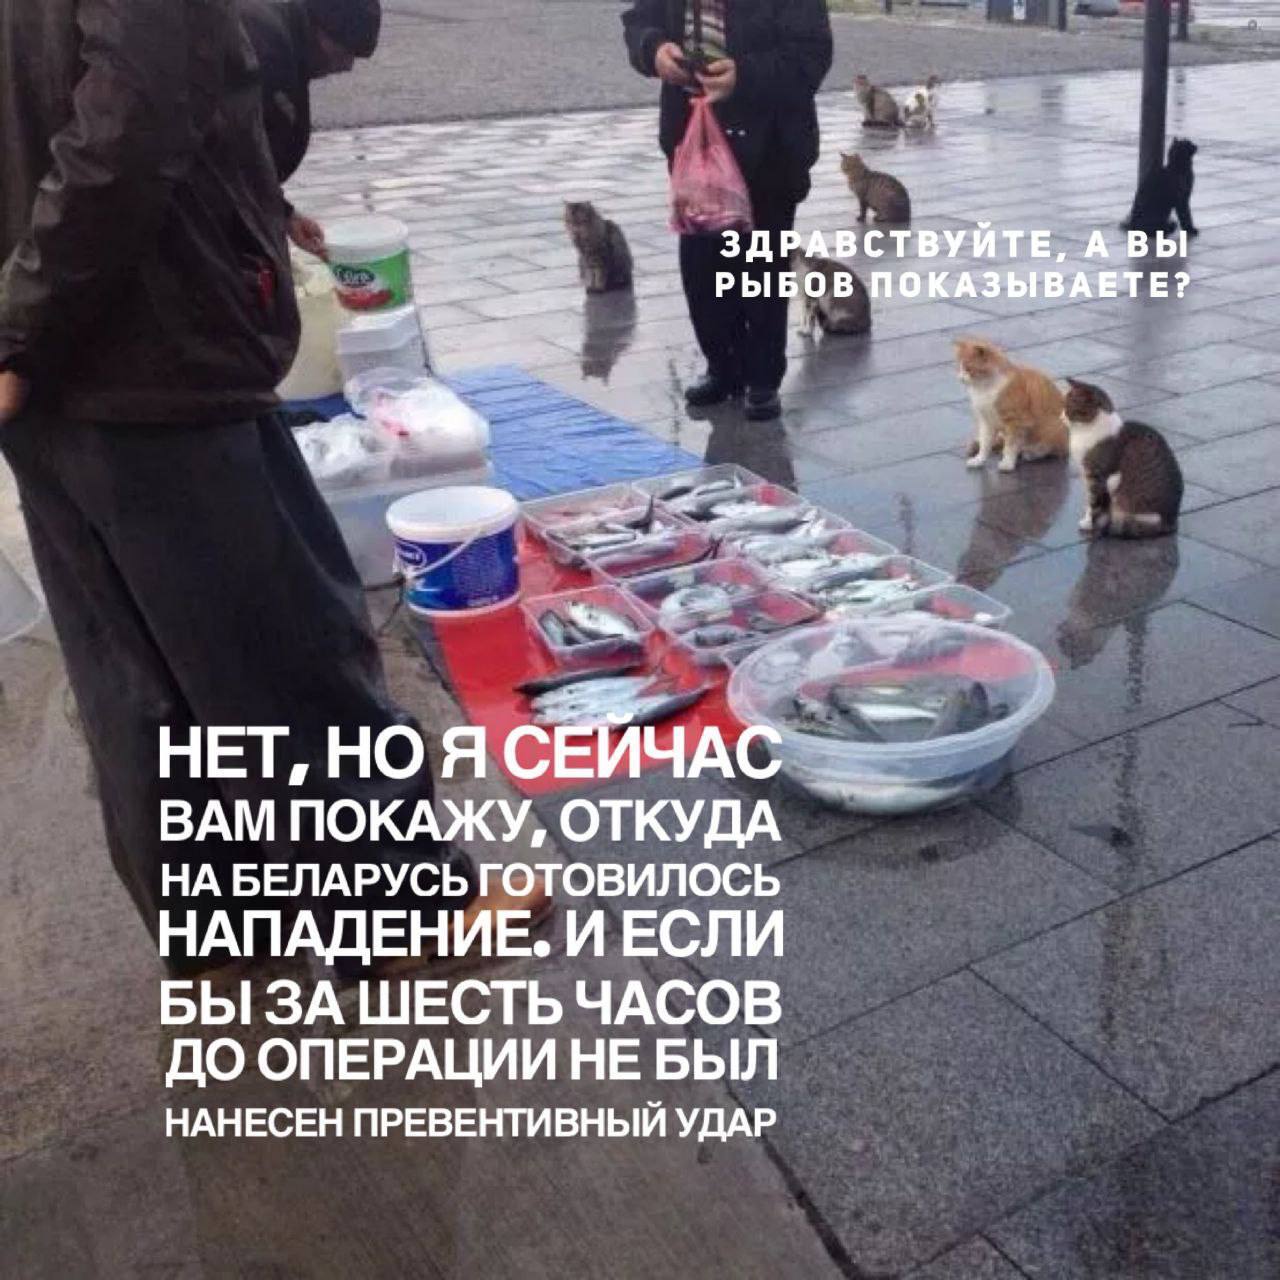 ЗДРАВСТВУЙТЕ, А ВЫ
РЫБОВ ПОКАЗЫВАЕТЕ?
НЕТ, НО Я СЕЙЧАС
ВАМ ПОКАЖУ, ОТКУДА
НА БЕЛАРУСЬ ГОТОВИЛОСЬ
НАПАДЕНИЕ. И ЕСЛИ
БЫ ЗА ШЕСТЬ ЧАСОВ
ДО ОПЕРАЦИИ НЕ БЫЛ
НАНЕСЕН ПРЕВЕНТИВНЫЙ УДАР